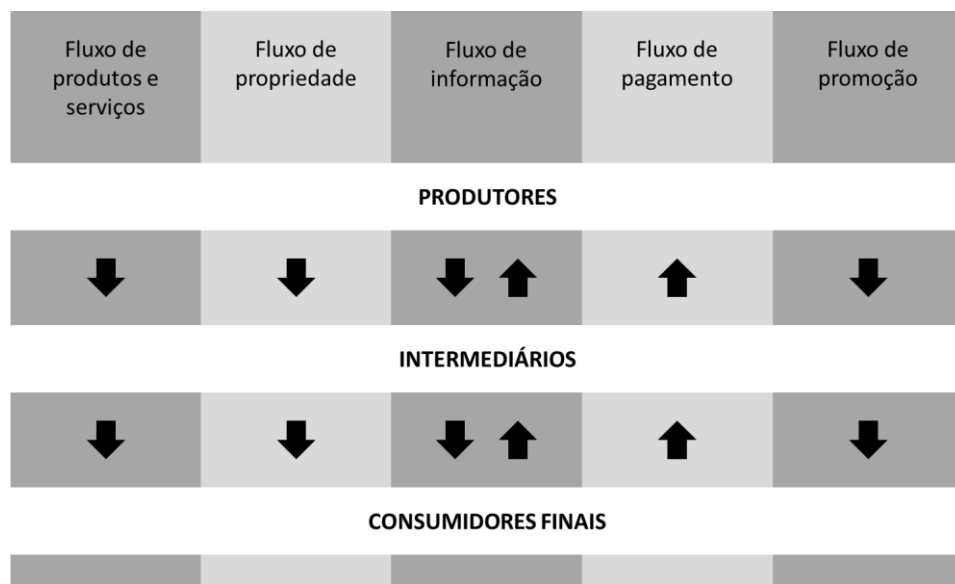 Fluxo de
produtos e
serviços
Fluxo de
propriedade
Fluxo de
informação
Fluxo de
pagamento
Fluxo de
promoção
PRODUTORES
INTERMEDIÁRIOS
CONSUMIDORES FINAIS